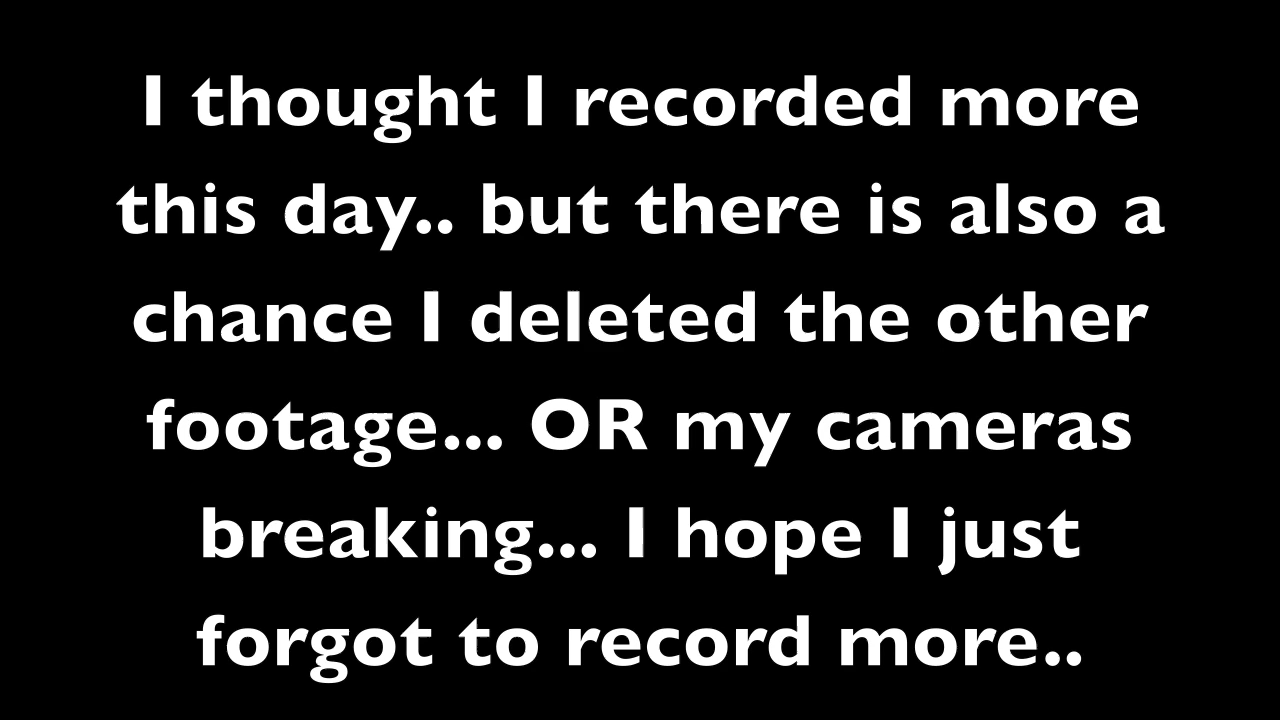 I thought I recorded more
this day.. but there is also a
chance I deleted the other
footage... OR my cameras
breaking... I hope I just
forgot to record more..